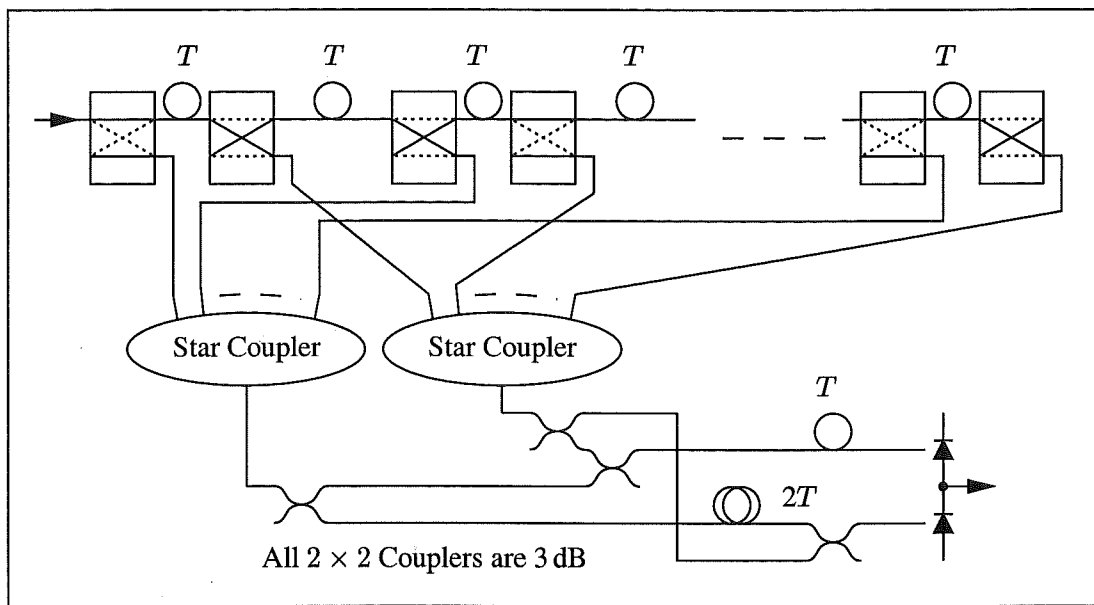 T T T T T
Star Coupler Star Coupler
T
2T
All 2 × 2 Couplers are 3 dB